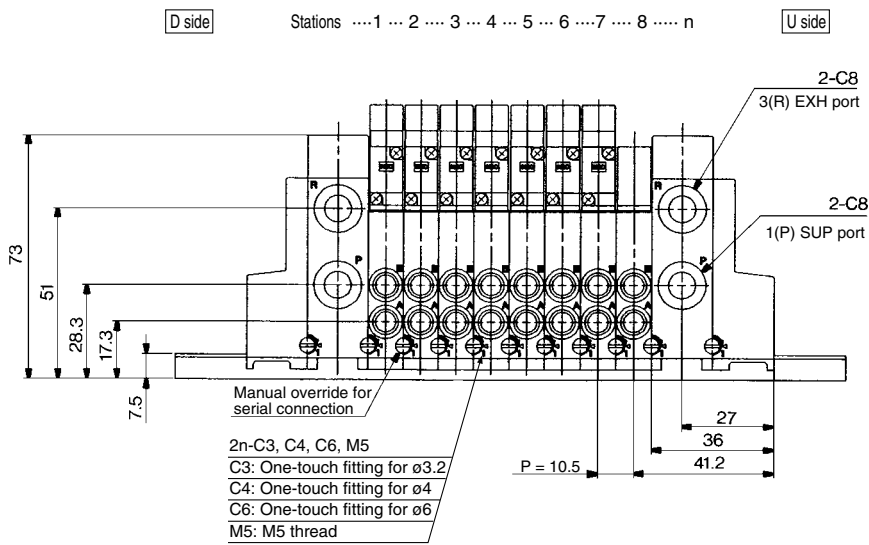 D side
Stations ····1 ··· 2 ···· 3 ··· 4 ··· 5 ··· 6 ····7 ···· 8 ····· n
U side
2-C8
3(R) EXH port
2-C8
1(P) SUP port
R
P
R
P
B B B B B B B B
A A A A A A A A
73
51
28.3
17.3
7.5
Manual override for
serial connection
2n-C3, C4, C6, M5
C3: One-touch fitting for ø3.2
C4: One-touch fitting for ø4
C6: One-touch fitting for ø6
M5: M5 thread
P = 10.5
27
36
41.2